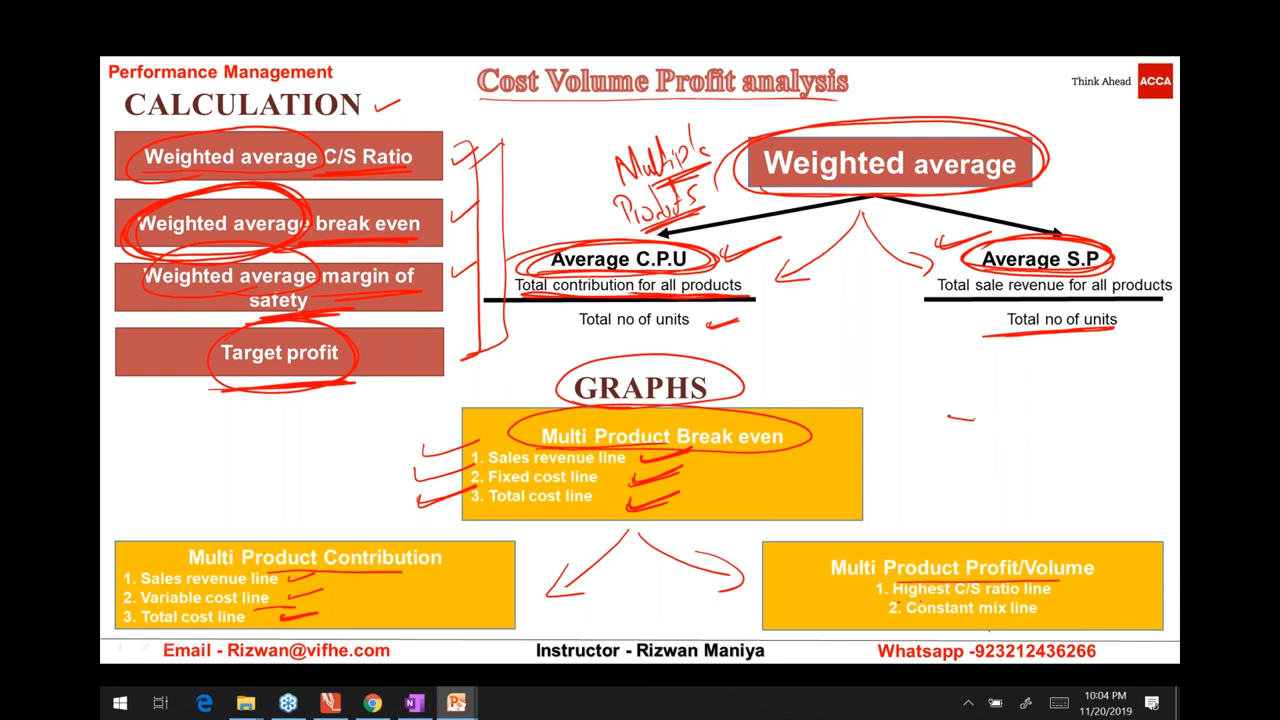 Performance Management
Cost Volume Profit analysis
Think Ahead ACCA
CALCULATION
Weighted average C/S Ratio
Weighted average break even
Weighted average margin of
safety
Target profit
Multiple
Products
Weighted average
Average C.P.U
Total contribution for all products
Total no of units
Average S.P
Total sale revenue for all products
Total no of units
GRAPHS
Multi Product Break even
1. Sales revenue line
2. Fixed cost line
3. Total cost line
Multi Product Contribution
1. Sales revenue line
2. Variable cost line
3. Total cost line
Multi Product Profit/Volume
1. Highest C/S ratio line
2. Constant mix line
Email - Rizwan@vifhe.com
Instructor - Rizwan Maniya
Whatsapp -923212436266
10:04 PM
11/20/2019